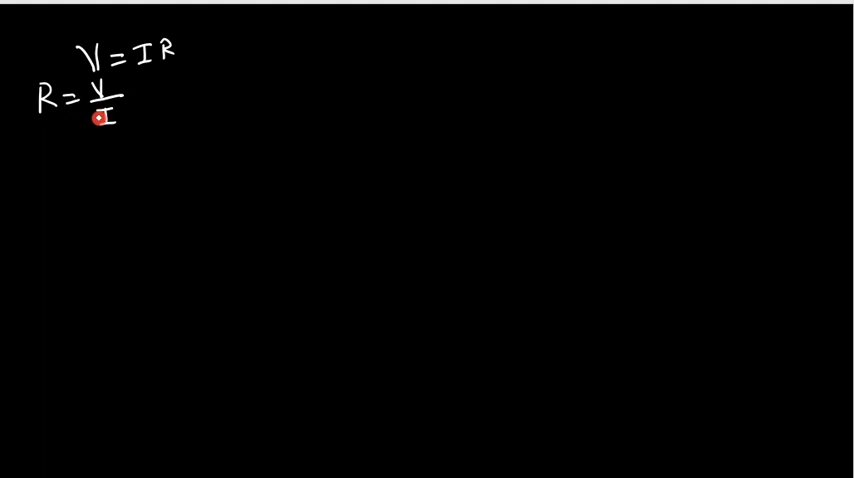 V = IR
R = V/I